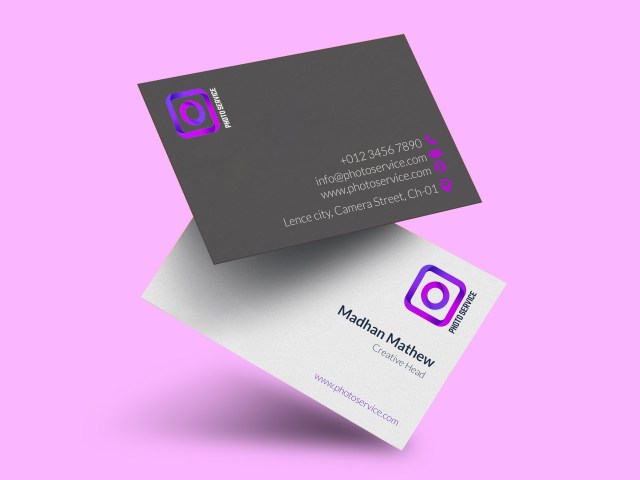 PHOTO SERVICE
+012 3456 7890
info@photoservice.com
www.photoservice.com
Lence city, Camera Street, Ch-01
PHOTO SERVICE
Madhan Mathew
Creative Head
www.photoservice.com